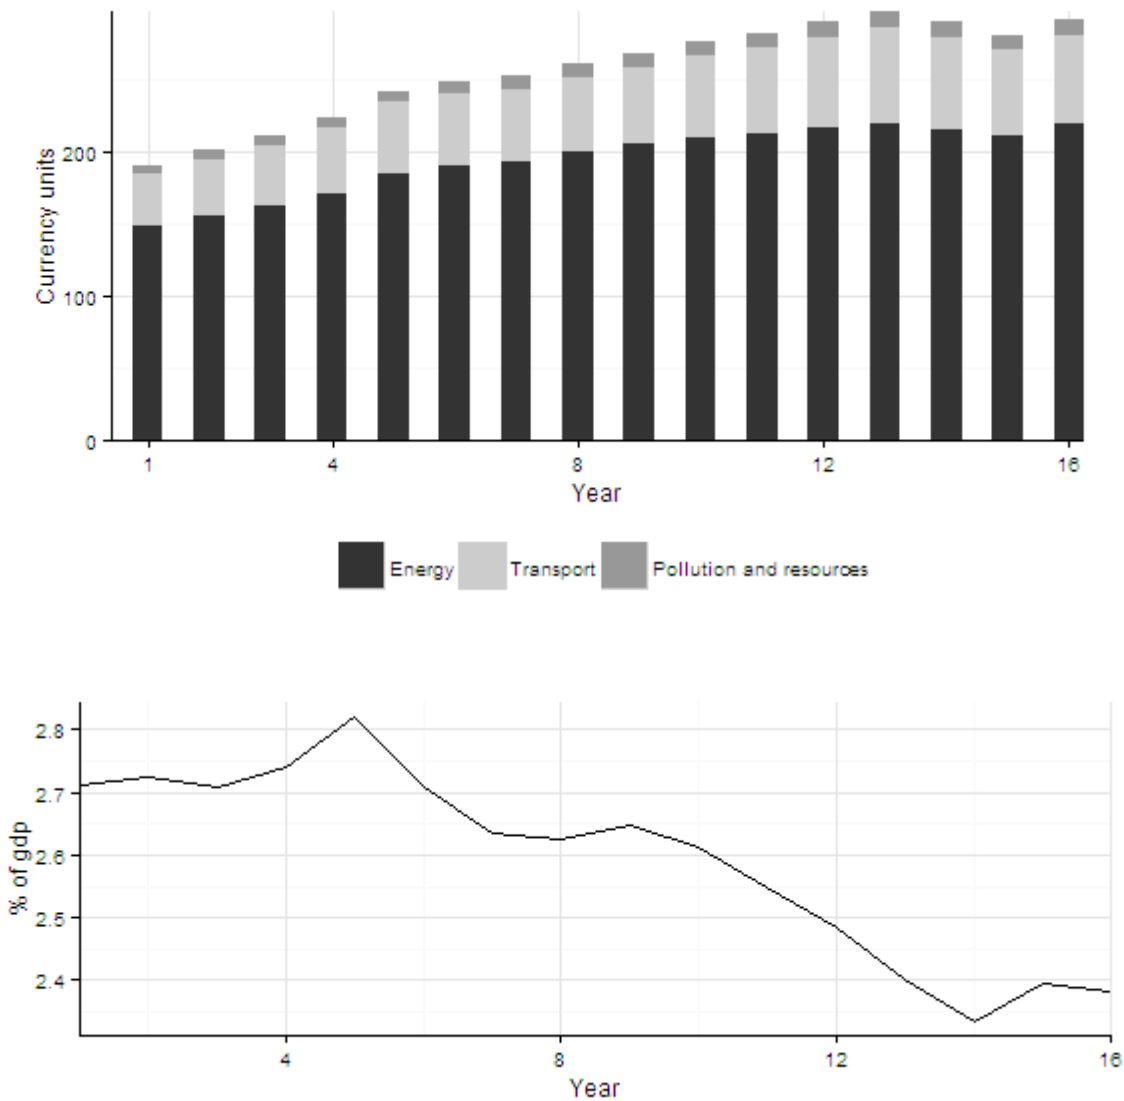 Currency units
200
100
0
1 4 8 12 16
Year
Energy Transport Pollution and resources
% of gdp
2.8
2.7
2.6
2.5
2.4
4 8 12 16
Year